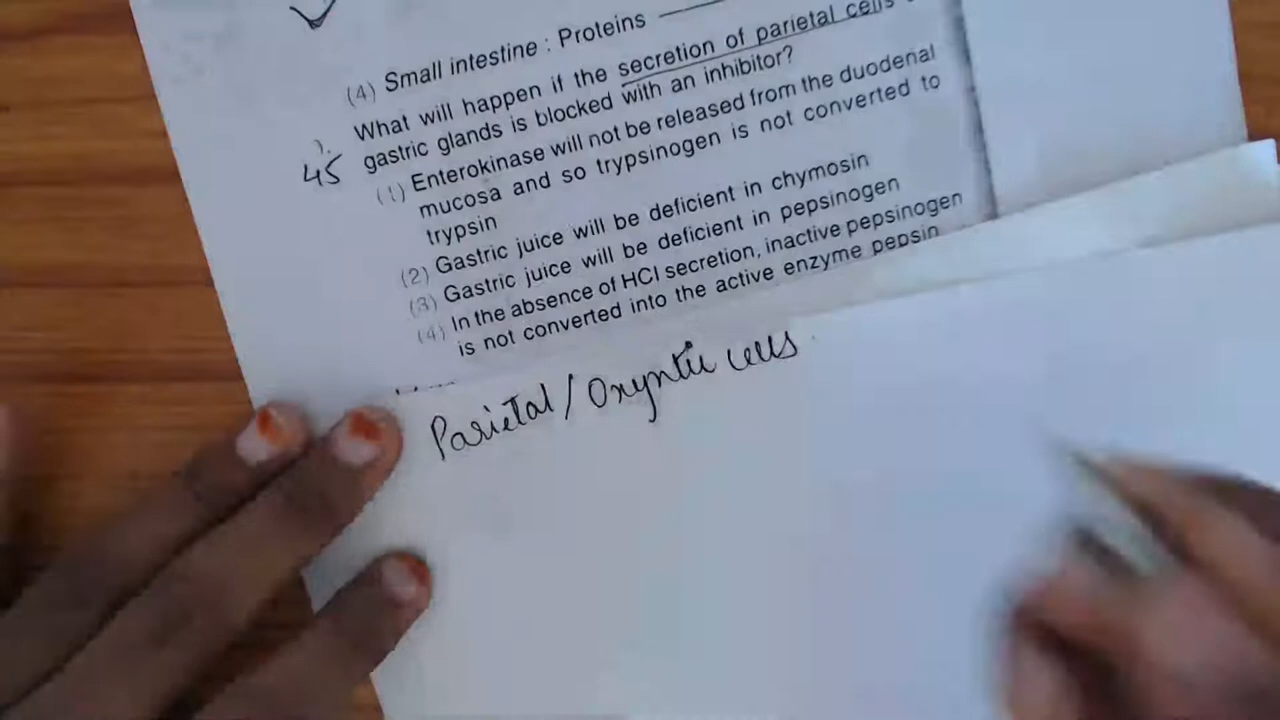 (4) Small intestine : Proteins
What will happen if the secretion of parietal cells
45 gastric glands is blocked with an inhibitor?
(1) Enterokinase will not be released from the duodenal
mucosa and so trypsinogen is not converted to
trypsin
(2) Gastric juice will be deficient in chymosin
(3) Gastric juice will be deficient in pepsinogen
(4) In the absence of HCl secretion, inactive pepsinogen
is not converted into the active enzyme pepsin
Parietal / Oxyntic cells